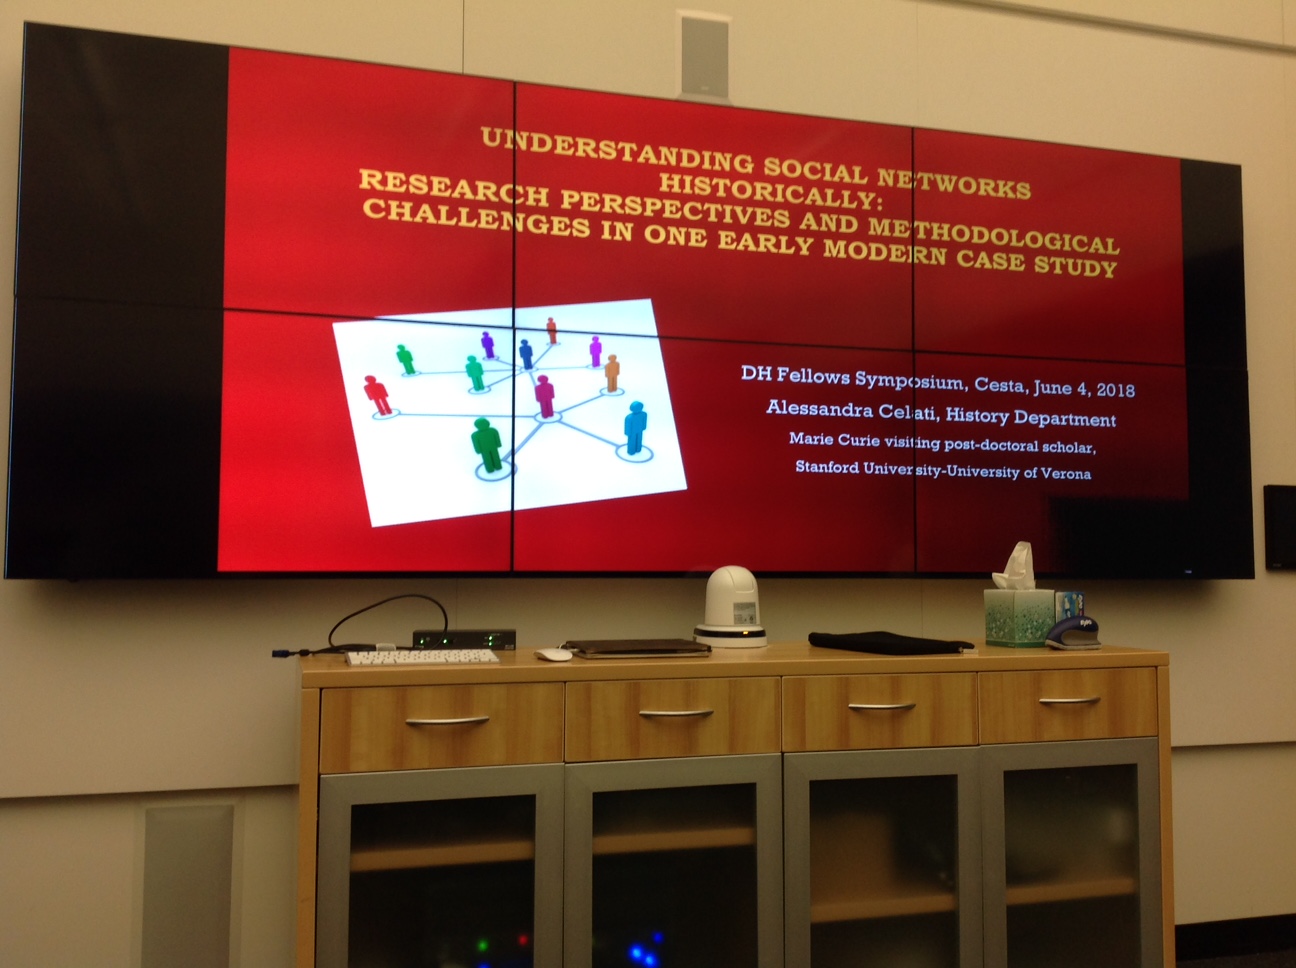 UNDERSTANDING SOCIAL NETWORKS
HISTORICALLY:
RESEARCH PERSPECTIVES AND METHODOLOGICAL
CHALLENGES IN ONE EARLY MODERN CASE STUDY
DH Fellows Symposium, Cesta, June 4, 2018
Alessandra Celati, History Department
Marie Curie visiting post-doctoral scholar,
Stanford University-University of Verona